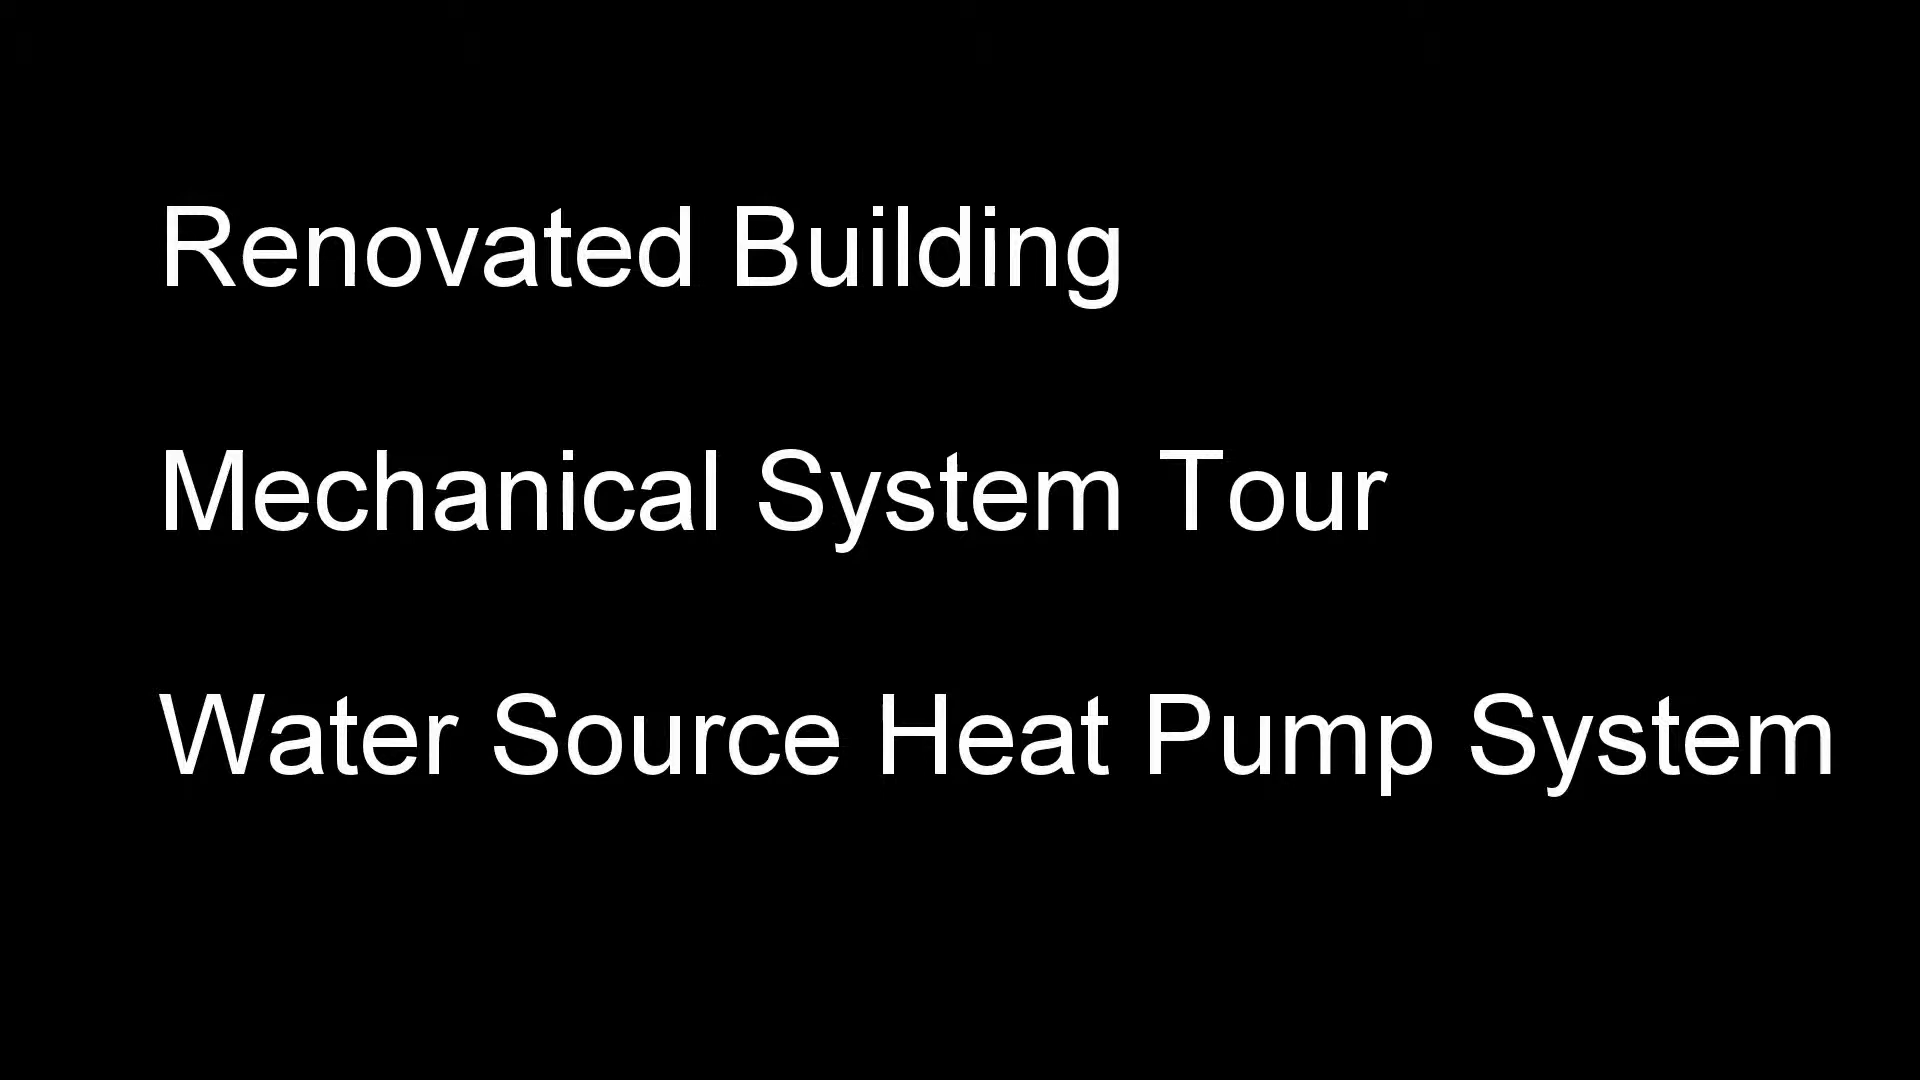 Renovated Building
Mechanical System Tour
Water Source Heat Pump System